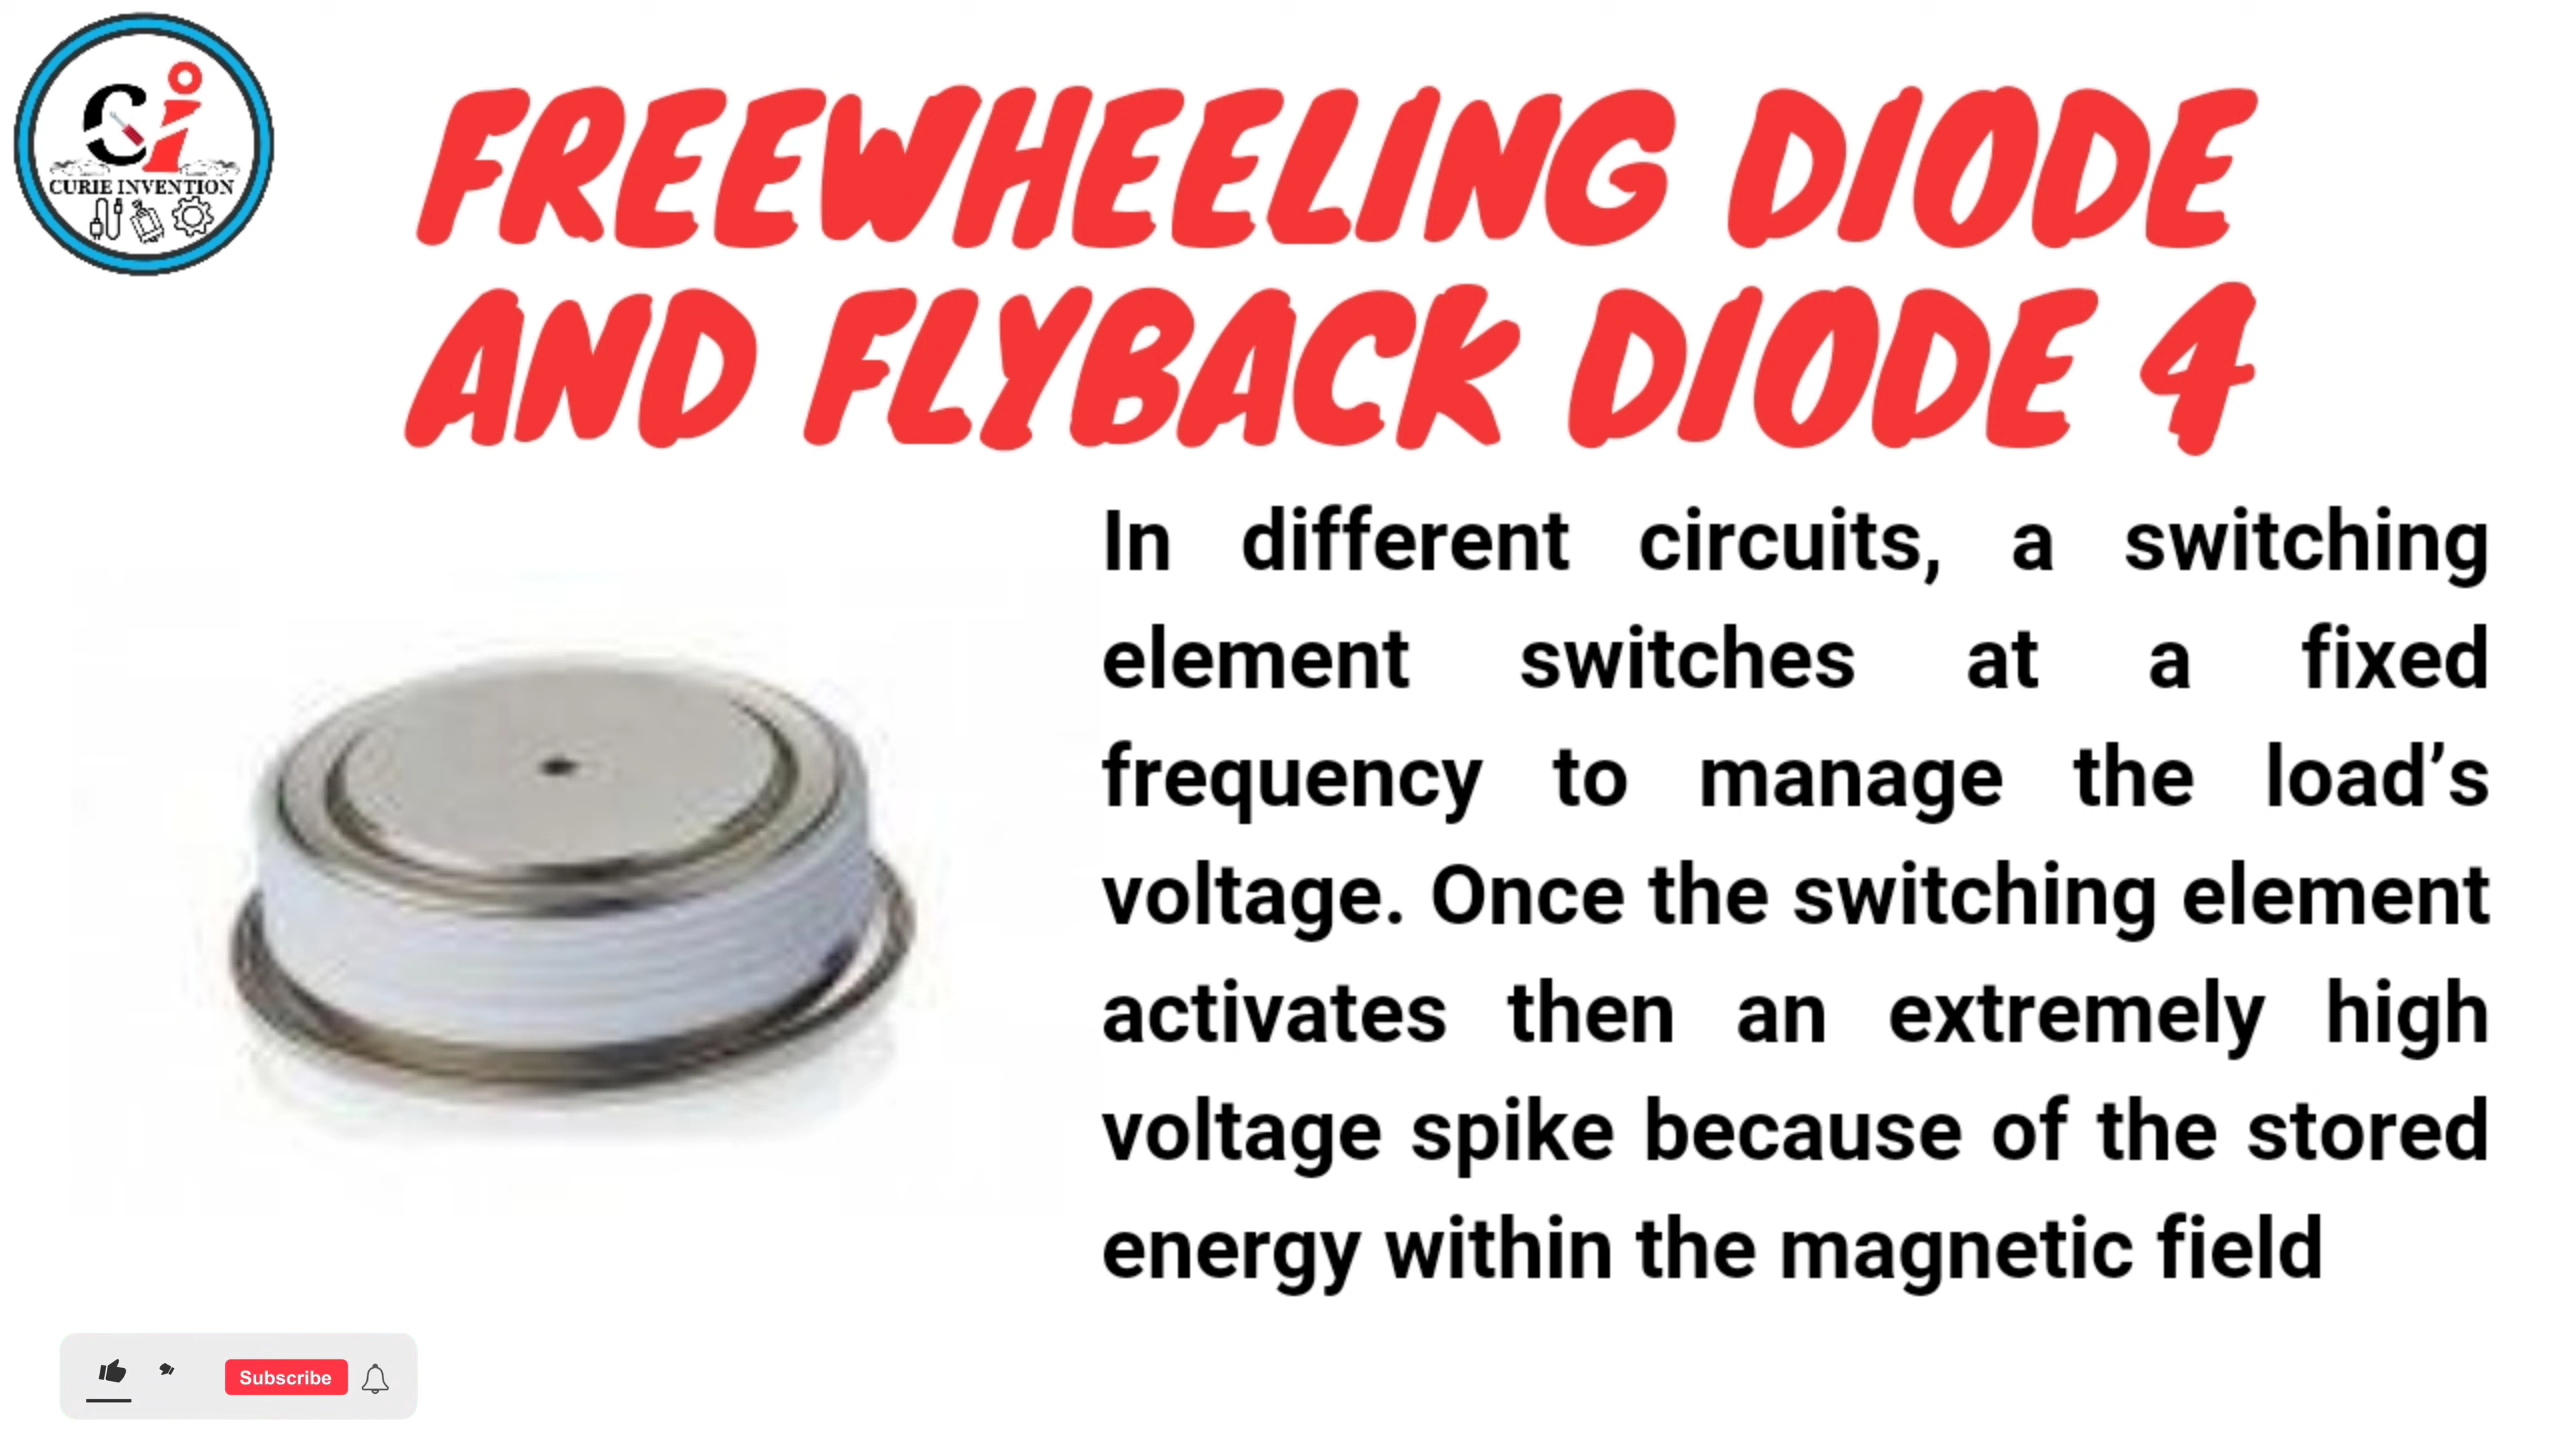 Ci
CURIE INVENTION
FREEWHEELING DIODE
AND FLYBACK DIODE 4
In different circuits, a switching
element switches at a fixed
frequency to manage the load’s
voltage. Once the switching element
activates then an extremely high
voltage spike because of the stored
energy within the magnetic field
Subscribe